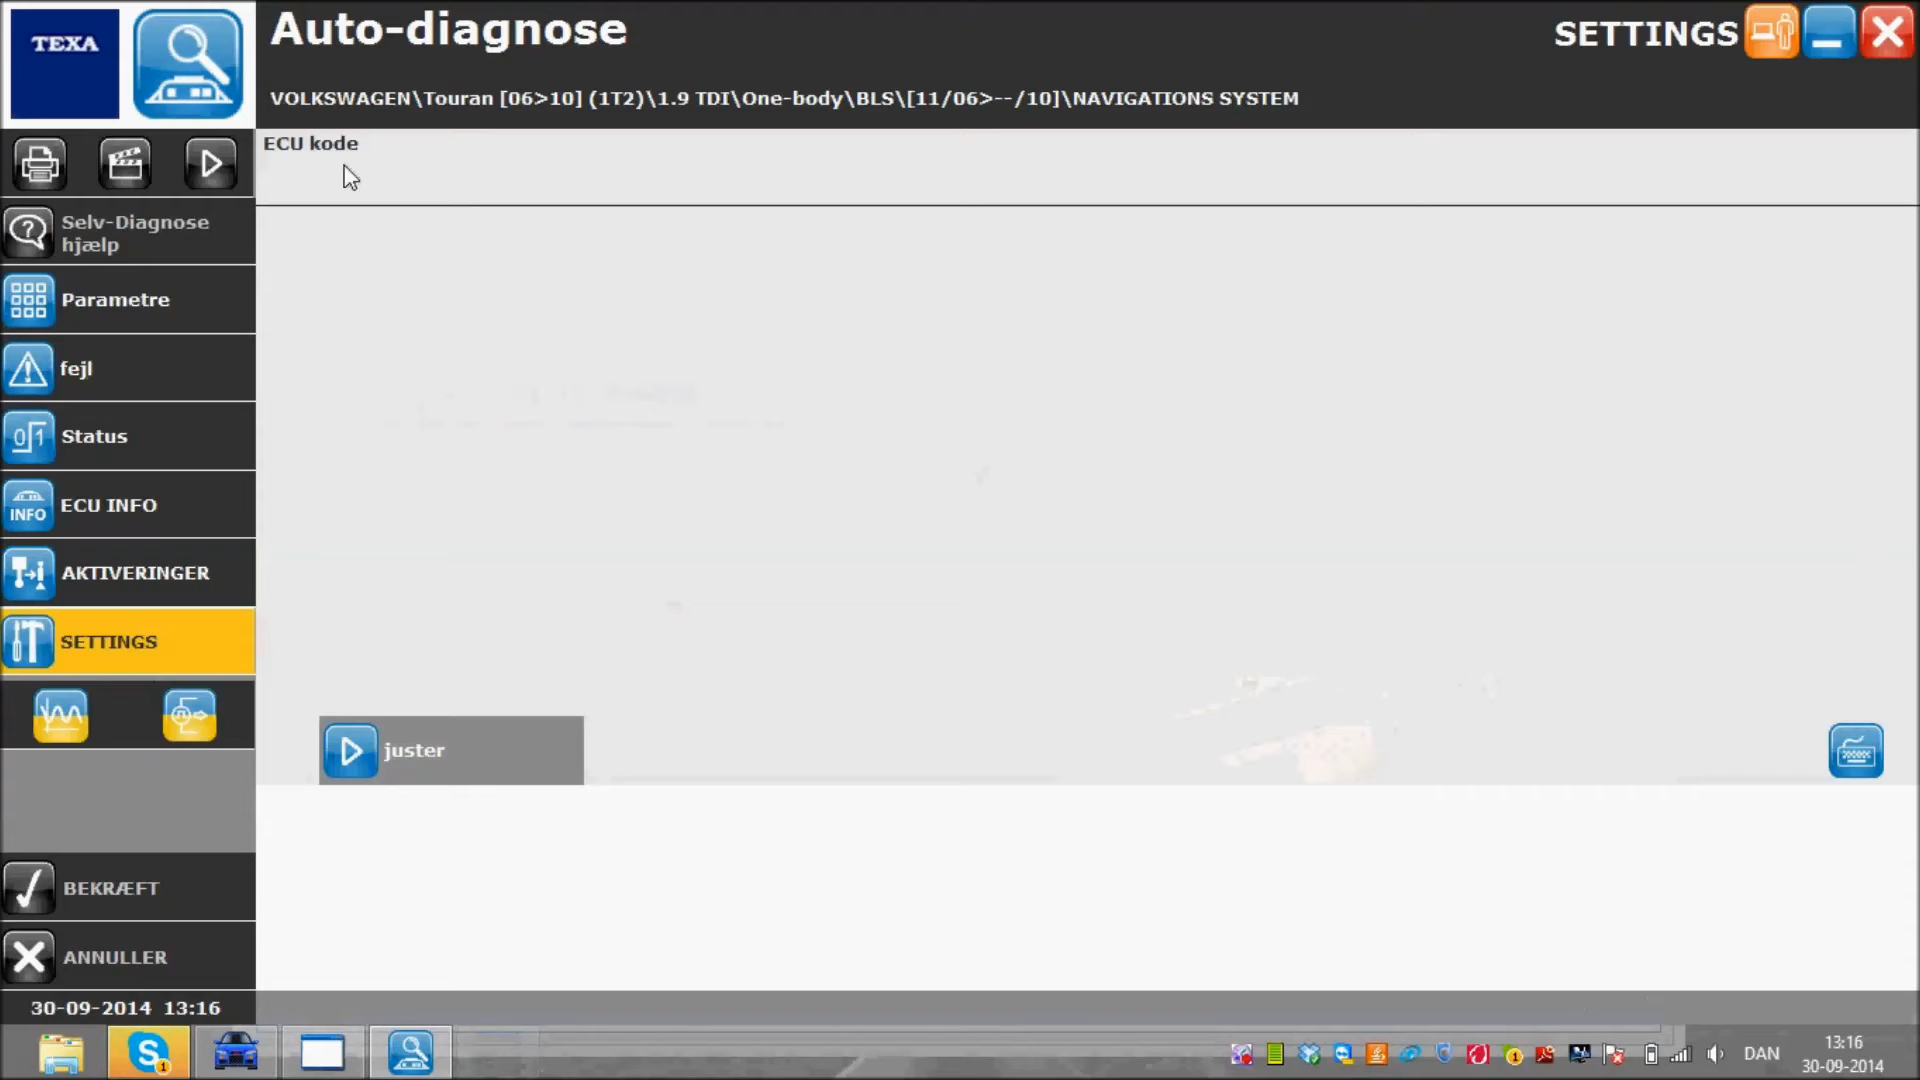 TEXA
Auto-diagnose
SETTINGS
VOLKSWAGEN\Touran [06>10] (1T2)\1.9 TDI\One-body\BLS\[11/06>--/10]\NAVIGATIONS SYSTEM
ECU kode
Selv-Diagnose
hjælp
Parametre
fejl
Status
INFO
ECU INFO
AKTIVERINGER
SETTINGS
juster
BEKRÆFT
ANNULLER
30-09-2014 13:16
DAN
13:16
30-09-2014